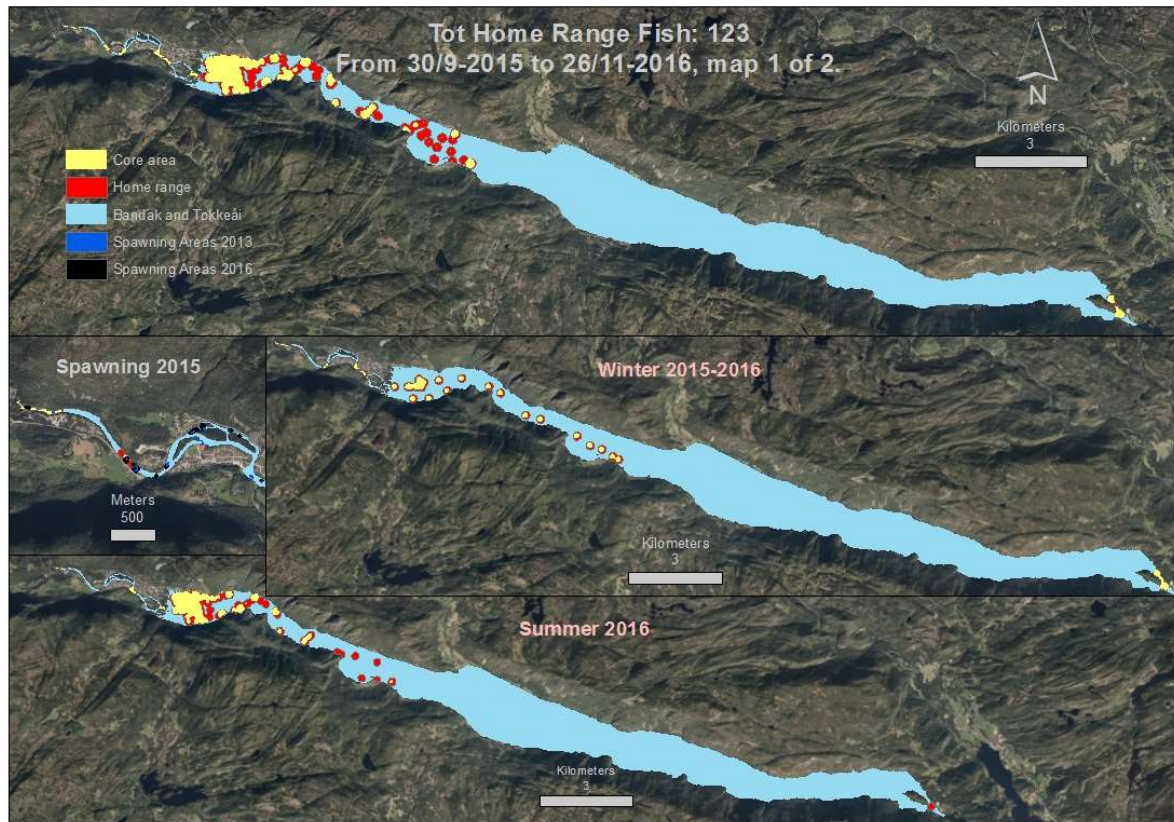 Tot Home Range Fish: 123
From 30/9-2015 to 26/11-2016, map 1 of 2.
N
Kilometers
3
Core area
Home range
Bandak and Tokkeåi
Spawning Areas 2013
Spawning Areas 2016
Spawning 2015
Meters
500
Winter 2015-2016
Kilometers
3
Summer 2016
Kilometers
3